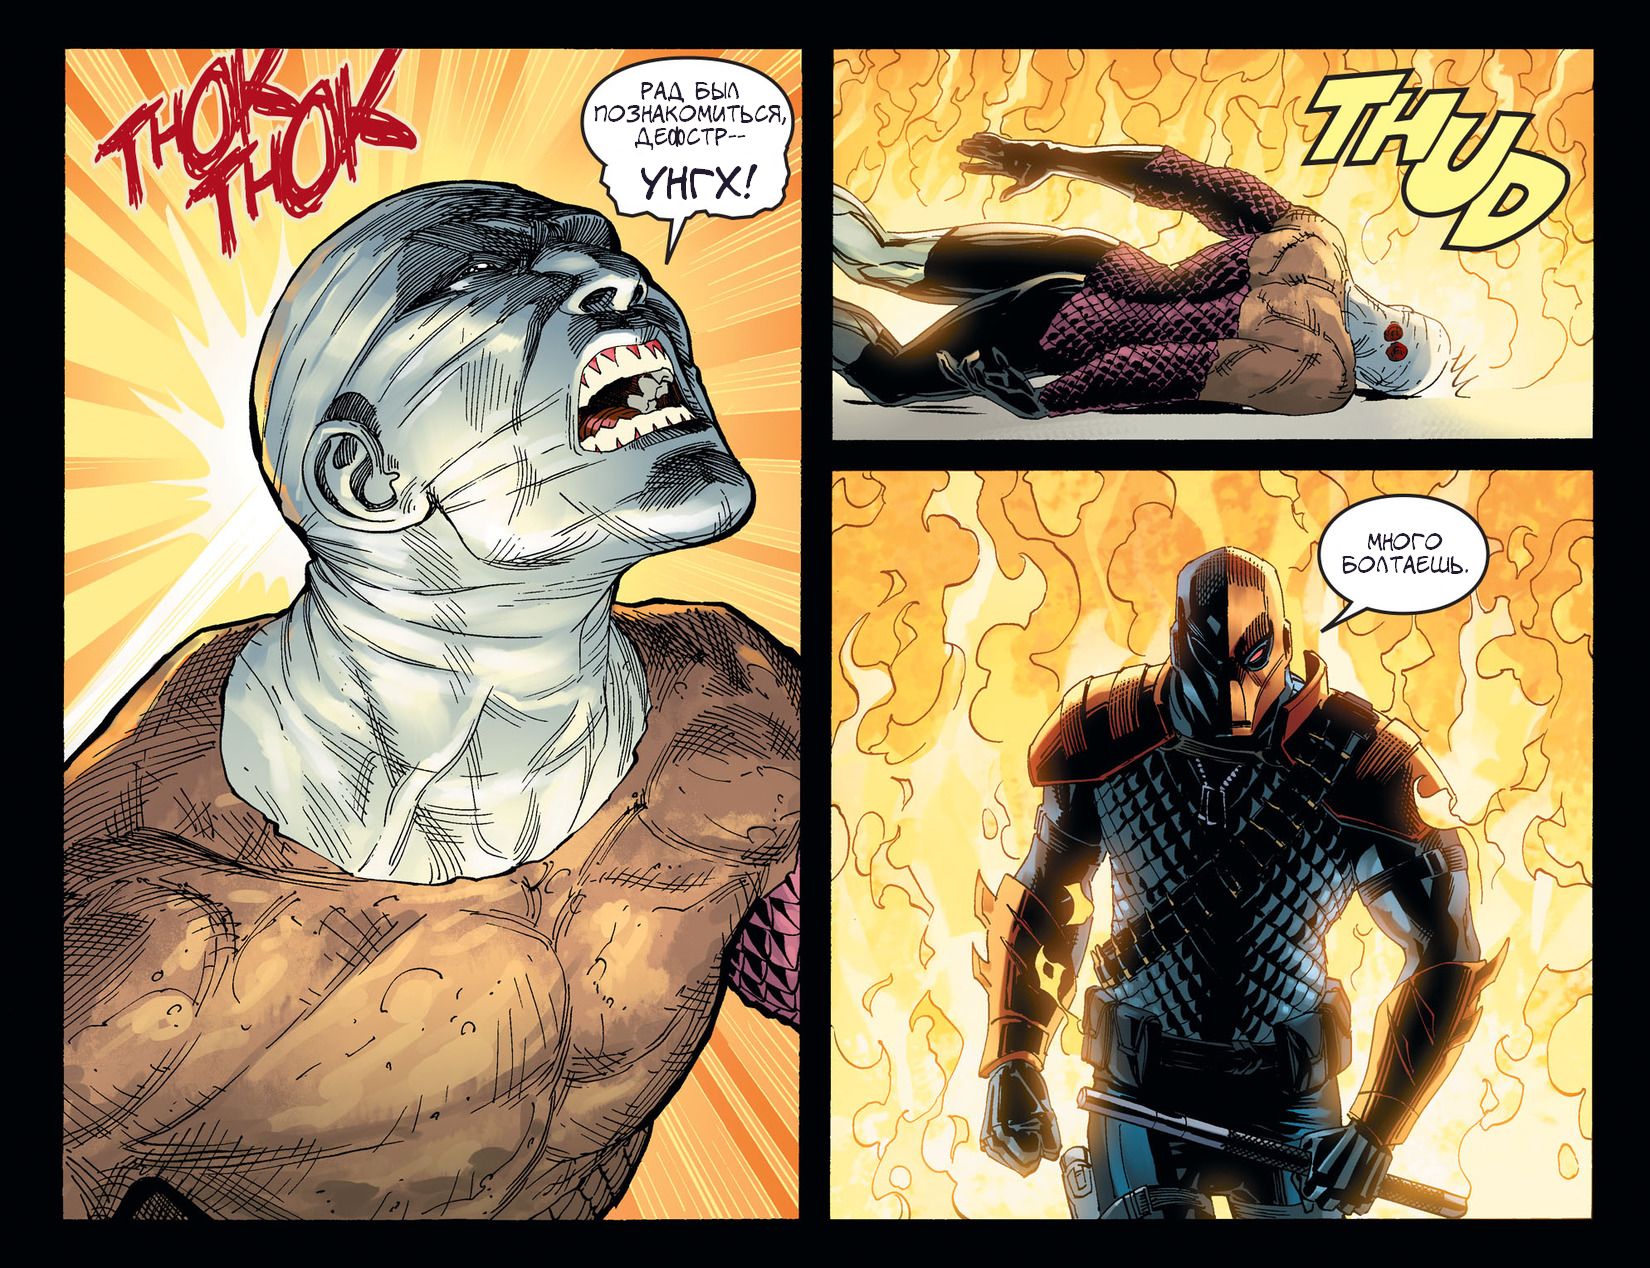 THOK
THOK
РАД БЫЛ
ПОЗНАКОМИТЬСЯ,
ДЕФСТР--
УНГХ!
THUD
МНОГО
БОЛТАЕШЬ.